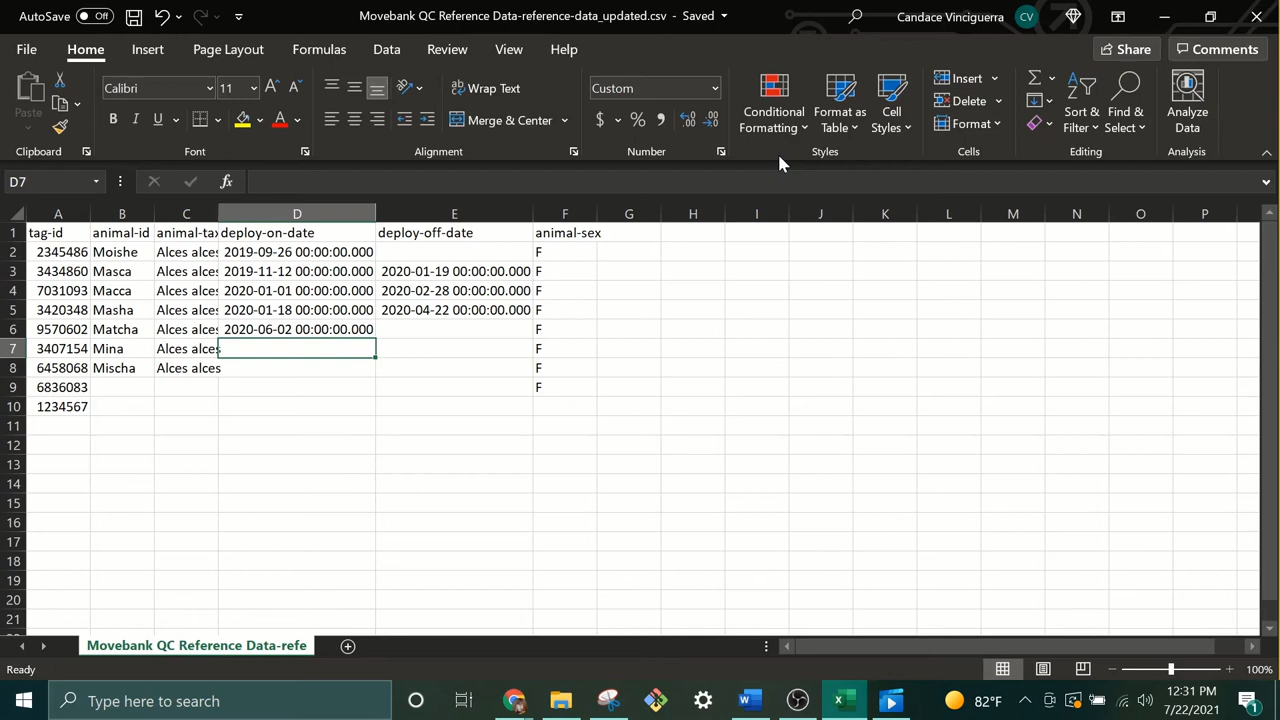 AutoSave Off Movebank QC Reference Data-reference-data_updated.csv - Saved Candace Vinciguerra CV
File Home Insert Page Layout Formulas Data Review View Help Share Comments
Paste Calibri 11 Wrap Text Custom Conditional Formatting Format as Table Cell Styles Insert Sort & Filter Find & Select Analyze Data
B I U A Merge & Center $ % Delete
Format
Clipboard Font Alignment Number Styles Cells Editing Analysis
D7 fx
A B C D E F G H I J K L M N O P
1 tag-id animal-id animal-tax deploy-on-date deploy-off-date animal-sex
2 2345486 Moishe Alces alces 2019-09-26 00:00:00.000 F
3 3434860 Masca Alces alces 2019-11-12 00:00:00.000 2020-01-19 00:00:00.000 F
4 7031093 Macca Alces alces 2020-01-01 00:00:00.000 2020-02-28 00:00:00.000 F
5 3420348 Masha Alces alces 2020-01-18 00:00:00.000 2020-04-22 00:00:00.000 F
6 9570602 Matcha Alces alces 2020-06-02 00:00:00.000 F
7 3407154 Mina Alces alces F
8 6458068 Mischa Alces alces F
9 6836083 F
10 1234567
11
12
13
14
15
16
17
18
19
20
21
Movebank QC Reference Data-refe
Ready 100%
Type here to search 82°F 12:31 PM
7/22/2021 1